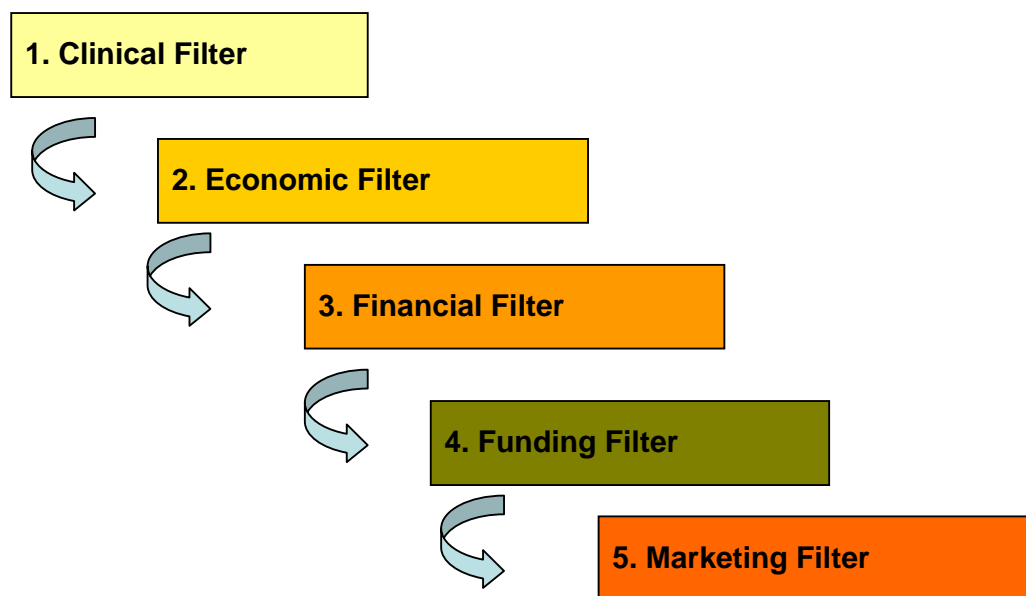 1. Clinical Filter
2. Economic Filter
3. Financial Filter
4. Funding Filter
5. Marketing Filter